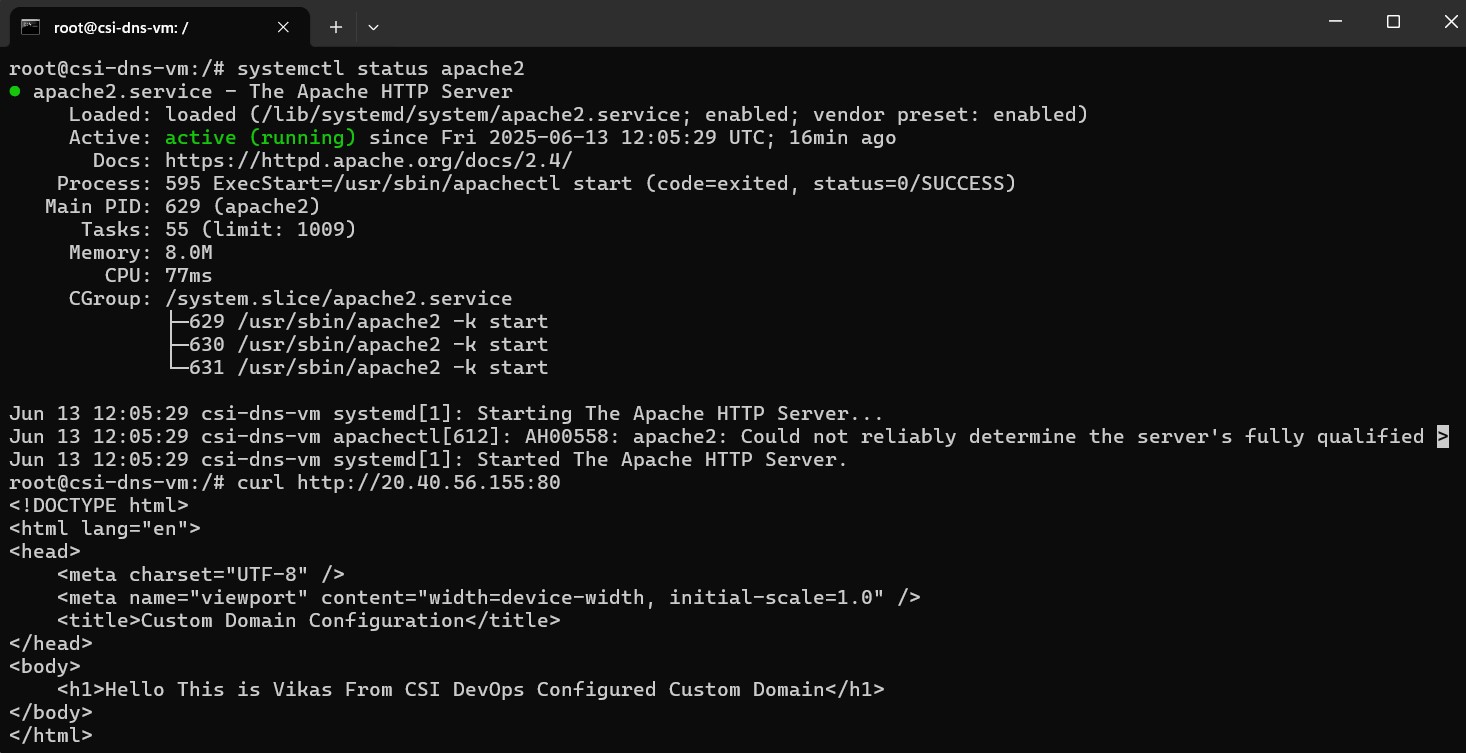 root@csi-dns-vm: /
root@csi-dns-vm:/# systemctl status apache2
● apache2.service - The Apache HTTP Server
     Loaded: loaded (/lib/systemd/system/apache2.service; enabled; vendor preset: enabled)
     Active: active (running) since Fri 2025-06-13 12:05:29 UTC; 16min ago
       Docs: https://httpd.apache.org/docs/2.4/
    Process: 595 ExecStart=/usr/sbin/apachectl start (code=exited, status=0/SUCCESS)
   Main PID: 629 (apache2)
      Tasks: 55 (limit: 1009)
     Memory: 8.0M
        CPU: 77ms
     CGroup: /system.slice/apache2.service
             ├─629 /usr/sbin/apache2 -k start
             ├─630 /usr/sbin/apache2 -k start
             └─631 /usr/sbin/apache2 -k start
Jun 13 12:05:29 csi-dns-vm systemd[1]: Starting The Apache HTTP Server...
Jun 13 12:05:29 csi-dns-vm apachectl[612]: AH00558: apache2: Could not reliably determine the server's fully qualified >
Jun 13 12:05:29 csi-dns-vm systemd[1]: Started The Apache HTTP Server.
root@csi-dns-vm:/# curl http://20.40.56.155:80
<!DOCTYPE html>
<html lang="en">
<head>
    <meta charset="UTF-8" />
    <meta name="viewport" content="width=device-width, initial-scale=1.0" />
    <title>Custom Domain Configuration</title>
</head>
<body>
    <h1>Hello This is Vikas From CSI DevOps Configured Custom Domain</h1>
</body>
</html>